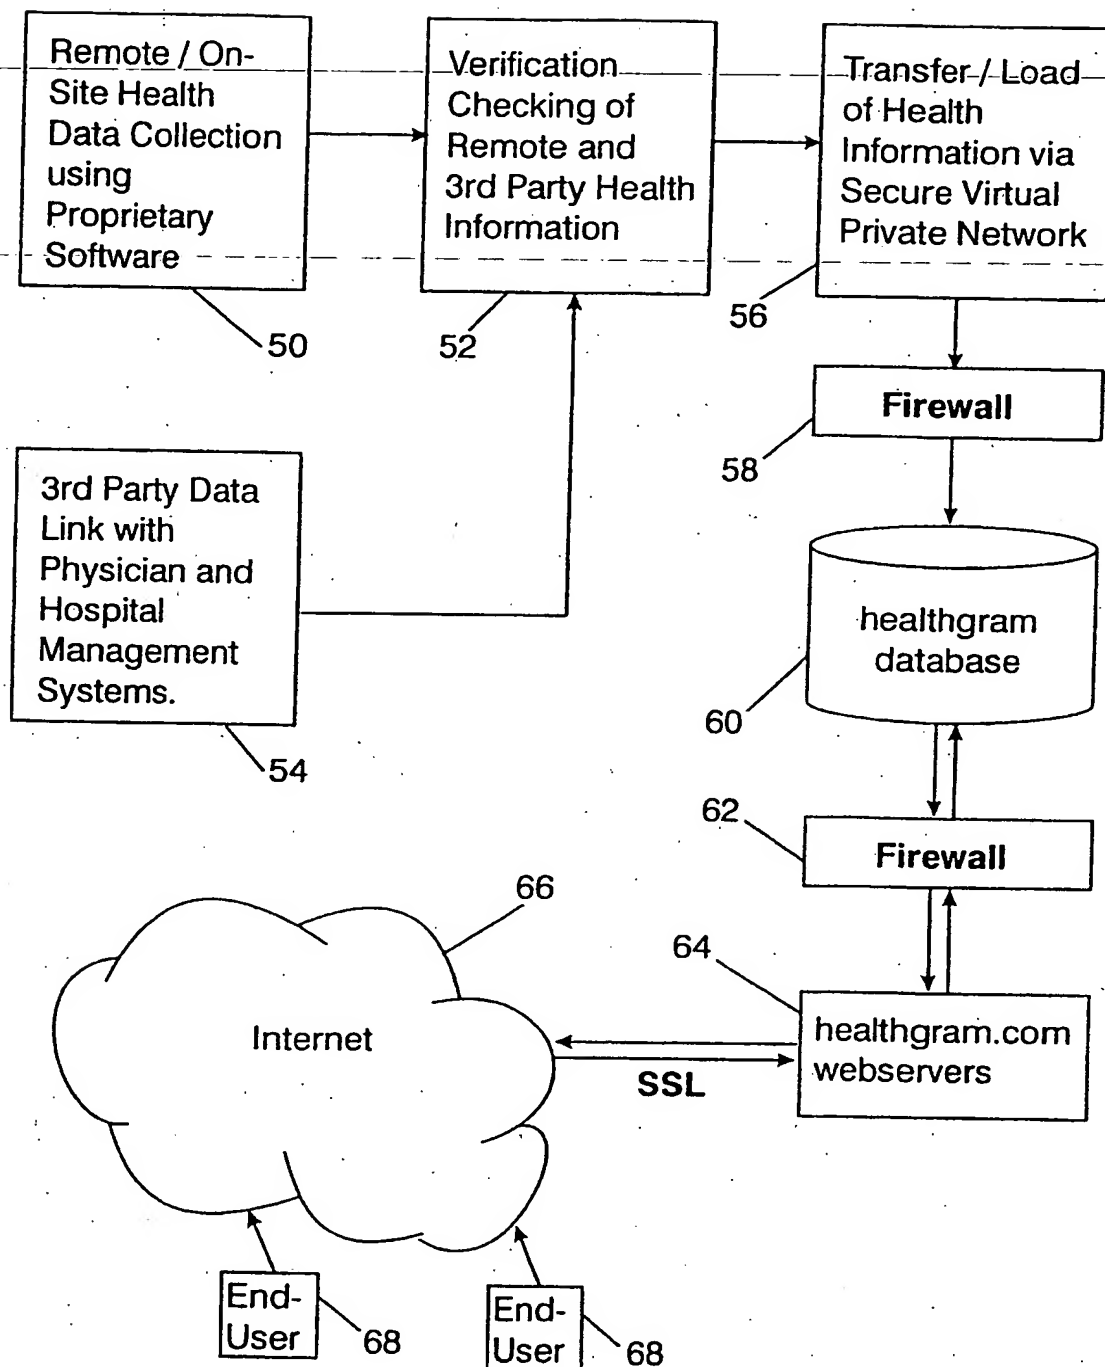 Remote / On-
Site Health
Data Collection
using
Proprietary
Software
50
Verification
Checking of
Remote and
3rd Party Health
Information
52
Transfer / Load
of Health
Information via
Secure Virtual
Private Network
56
Firewall
58
3rd Party Data
Link with
Physician and
Hospital
Management
Systems.
54
healthgram
database
60
62
Firewall
66
64
Internet
healthgram.com
webservers
SSL
End-
User
68
End-
User
68